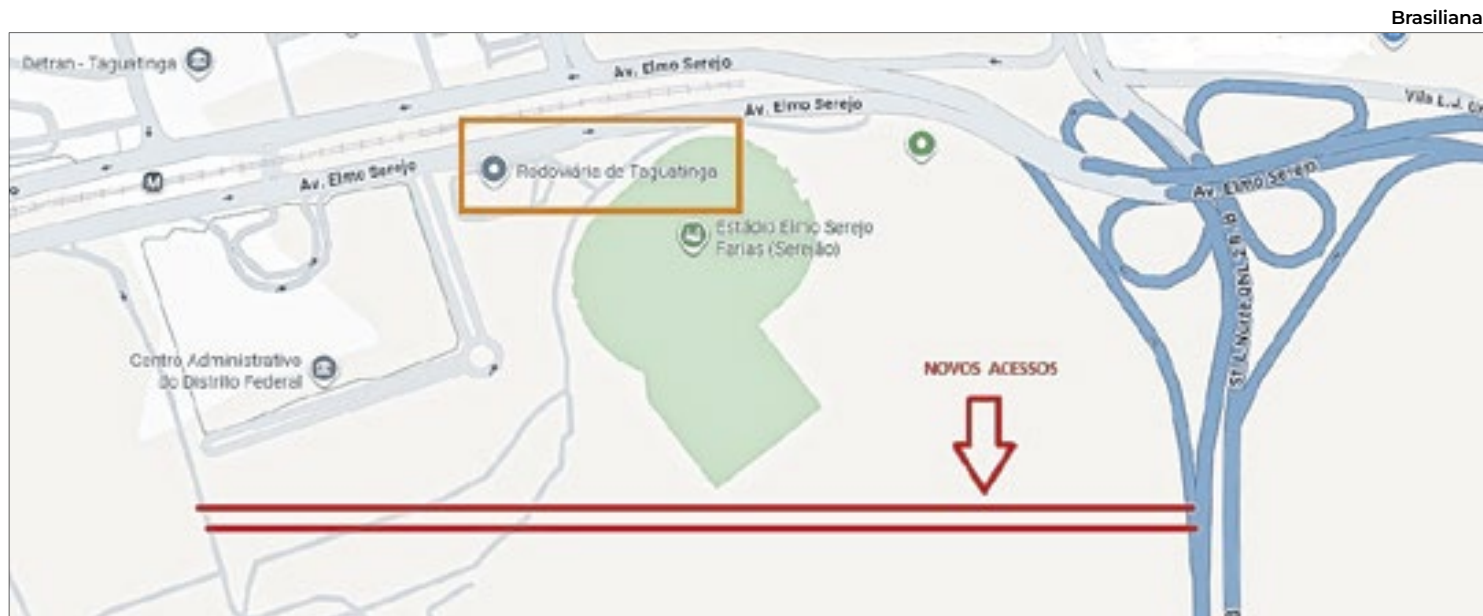 Brasiliana
Detran - Taguatinga
Av. Elmo Serejo
Av. Elmo Serejo
Vila L.J.
Av. Elmo Serejo
Rodoviária de Taguatinga
Av. Elmo Serejo
Estádio Elmo Serejo
Farias (Serejão)
Centro Administrativo
do Distrito Federal
NOVOS ACESSOS